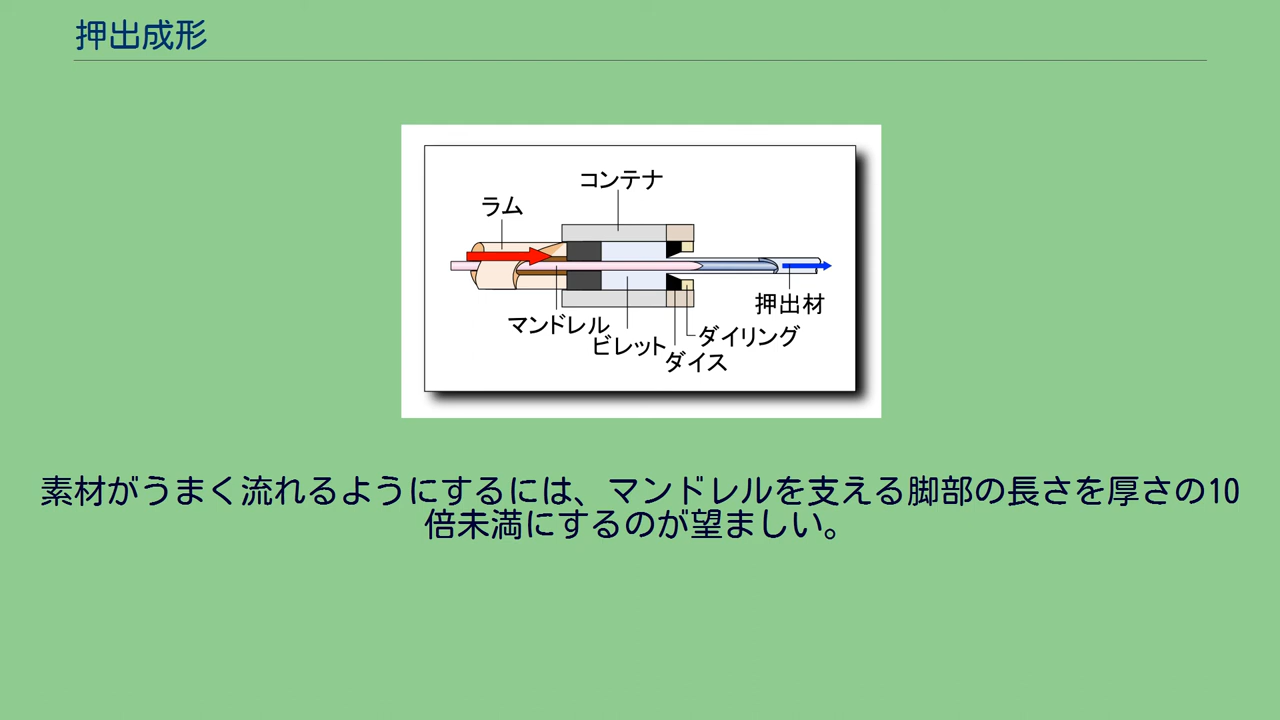 押出成形
コンテナ
ラム
押出材
マンドレル
ダイリング
ビレット
ダイス
素材がうまく流れるようにするには、マンドレルを支える脚部の長さを厚さの10
倍未満にするのが望ましい。